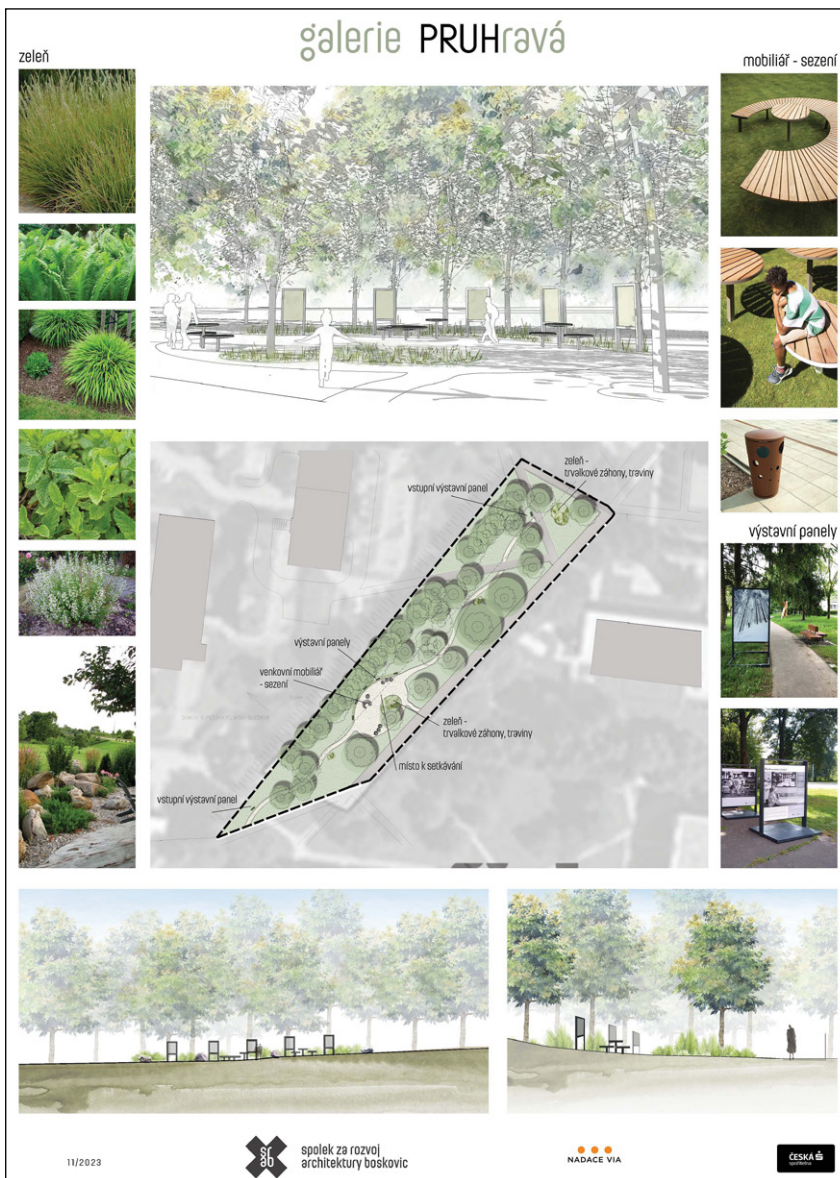 galerie PRUHravá
zeleň
mobiliář - sezení
výstavní panely
zeleň -
trvalkové záhony, traviny
vstupní výstavní panel
výstavní panely
venkovní mobiliář
- sezení
zeleň -
trvalkové záhony, traviny
místo k setkávání
vstupní výstavní panel
11/2023
sr
ab
spolek za rozvoj
architektury boskovic
NADACE VIA
ČESKÁ
spořitelna